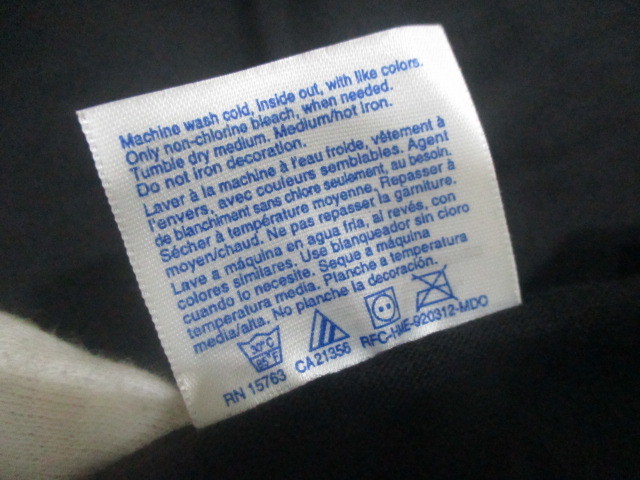 Machine wash cold, inside out, with like colors.
Only non-chlorine bleach, when needed.
Tumble dry medium. Medium/hot iron.
Do not iron decoration.
Laver à la machine à l'eau froide, vêtement à
l'envers, avec couleurs semblables. Agent
de blanchiment sans chlore seulement, au besoin.
Sécher à température moyenne. Repasser à
moyen/chaud. Ne pas repasser la garniture.
Lave a máquina en agua fria, al revés, con
colores similares. Use blanqueador sin cloro
cuando lo necesite. Seque a máquina
temperatura media. Planche a temperatura
media/alta. No planche la decoración.
30°C
85°F
RN 15763 CA21356 RFC-I-ME-920312-MDO